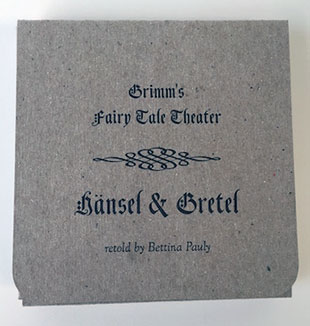 Grimm's
Fairy Tale Theater
Hänsel & Gretel
retold by Bettina Pauly